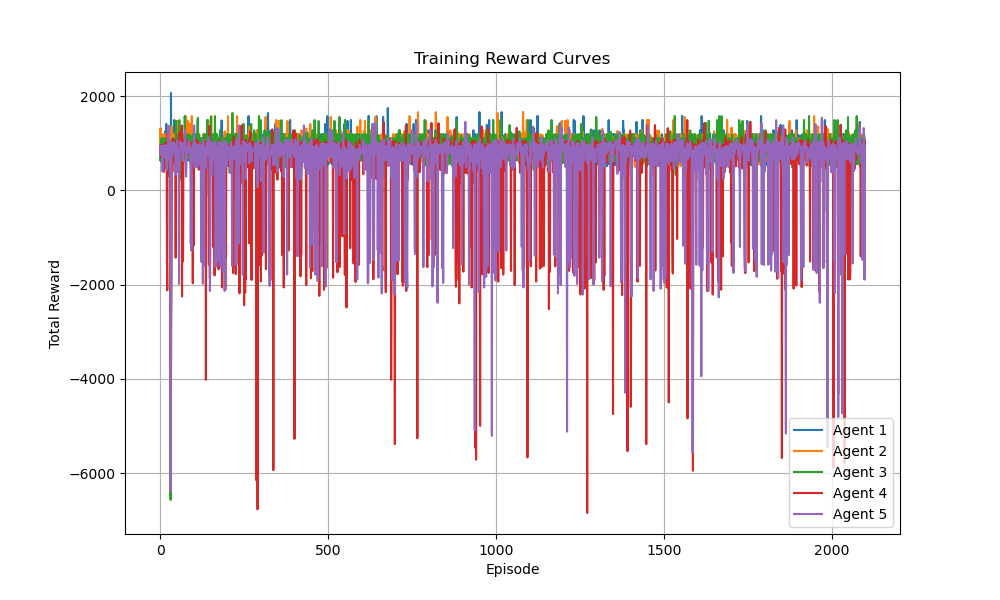 Training Reward Curves
Total Reward
2000
0
−2000
−4000
−6000
0
500
1000
1500
2000
Episode
Agent 1
Agent 2
Agent 3
Agent 4
Agent 5